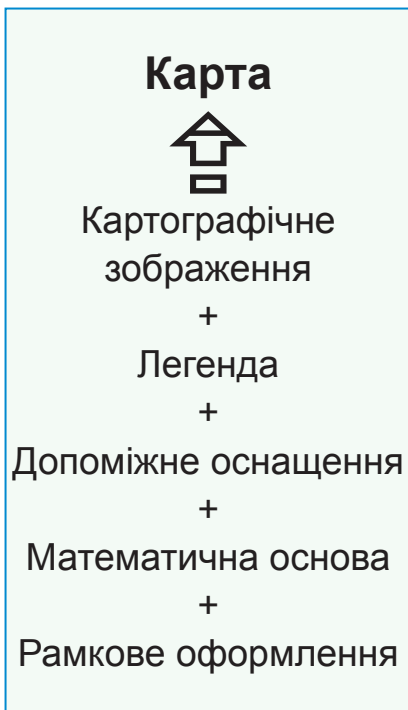 Карта
Картографічне
зображення
+
Легенда
+
Допоміжне оснащення
+
Математична основа
+
Рамкове оформлення